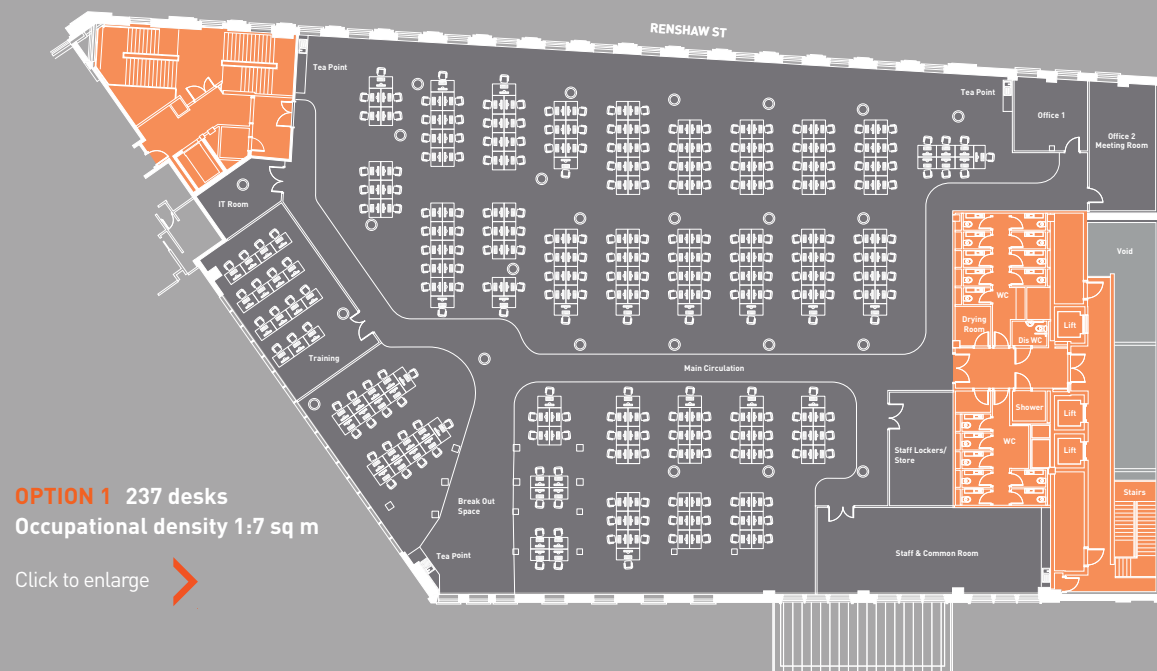 RENSHAW ST
Tea Point
Tea Point
Office 1
Office 2
Meeting Room
IT Room
Void
WC
Drying
Room
Lift
Dis WC
Training
Main Circulation
Shower
Lift
WC
Staff Lockers/
Store
Lift
Stairs
OPTION 1 237 desks
Occupational density 1:7 sq m
Break Out
Space
Tea Point
Staff & Common Room
Click to enlarge